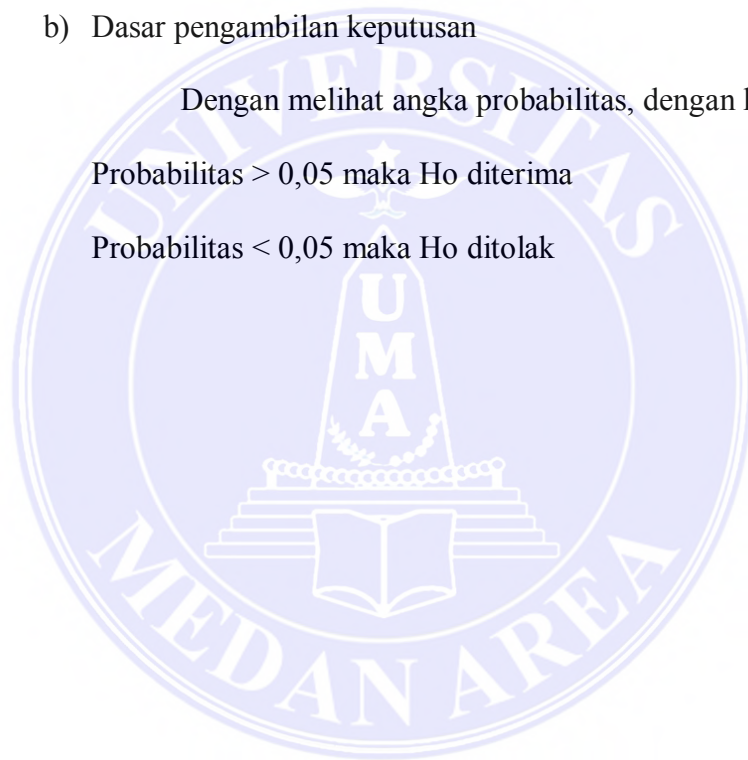 b) Dasar pengambilan keputusan
Dengan melihat angka probabilitas, dengan
Probabilitas > 0,05 maka Ho diterima
Probabilitas < 0,05 maka Ho ditolak
UNIVERSITAS
UMA
MEDAN AREA